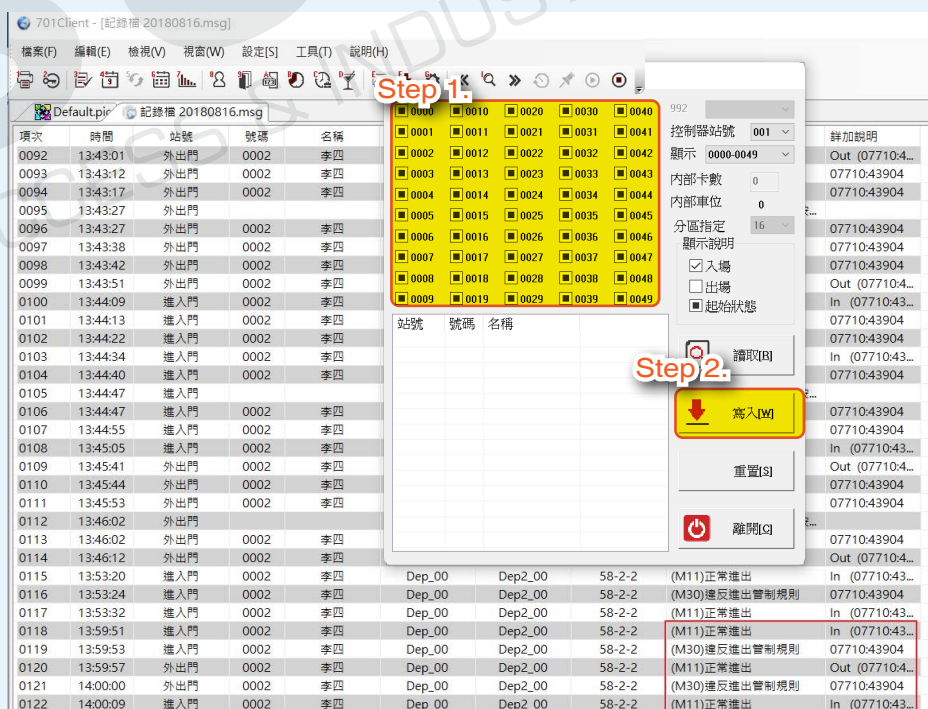 701Client - [記錄檔 20180816.msg]
檔案(F) 編輯(E) 檢視(V) 視窗(W) 設定[S] 工具(T) 說明(H)
Step 1.
Default.pic 記錄檔 20180816.msg
項次 時間 站號 號碼 名稱 詳加說明
0092 13:43:01 外出門 0002 李四 Out (07710:4...
0093 13:43:12 外出門 0002 李四 07710:43904
0094 13:43:17 外出門 0002 李四 07710:43904
0095 13:43:27 外出門
0096 13:43:27 外出門 0002 李四 07710:43904
0097 13:43:38 外出門 0002 李四 07710:43904
0098 13:43:42 外出門 0002 李四 07710:43904
0099 13:43:51 外出門 0002 李四 Out (07710:4...
0100 13:44:09 進入門 0002 李四 In (07710:43...
0101 13:44:13 進入門 0002 李四 07710:43904
0102 13:44:22 進入門 0002 李四 07710:43904
0103 13:44:34 進入門 0002 李四 In (07710:43...
0104 13:44:40 進入門 0002 李四 07710:43904
0105 13:44:47 進入門
0106 13:44:47 進入門 0002 李四 07710:43904
0107 13:44:55 進入門 0002 李四 07710:43904
0108 13:45:05 進入門 0002 李四 In (07710:43...
0109 13:45:41 外出門 0002 李四 Out (07710:4...
0110 13:45:44 外出門 0002 李四 07710:43904
0111 13:45:53 外出門 0002 李四 07710:43904
0112 13:46:02 外出門
0113 13:46:02 外出門 0002 李四 07710:43904
0114 13:46:12 外出門 0002 李四 Out (07710:4...
0115 13:53:20 進入門 0002 李四 Dep_00 Dep2_00 58-2-2 (M11)正常進出 In (07710:43...
0116 13:53:24 進入門 0002 李四 Dep_00 Dep2_00 58-2-2 (M30)違反進出管制規則 07710:43904
0117 13:53:32 進入門 0002 李四 Dep_00 Dep2_00 58-2-2 (M11)正常進出 In (07710:43...
0118 13:59:51 進入門 0002 李四 Dep_00 Dep2_00 58-2-2 (M11)正常進出 In (07710:43...
0119 13:59:53 進入門 0002 李四 Dep_00 Dep2_00 58-2-2 (M30)違反進出管制規則 07710:43904
0120 13:59:57 外出門 0002 李四 Dep_00 Dep2_00 58-2-2 (M11)正常進出 Out (07710:4...
0121 14:00:00 外出門 0002 李四 Dep_00 Dep2_00 58-2-2 (M30)違反進出管制規則 07710:43904
0122 14:00:09 進入門 0002 李四 Dep_00 Dep2_00 58-2-2 (M11)正常進出 In (07710:43...
0000 0010 0020 0030 0040
0001 0011 0021 0031 0041
0002 0012 0022 0032 0042
0003 0013 0023 0033 0043
0004 0014 0024 0034 0044
0005 0015 0025 0035 0045
0006 0016 0026 0036 0046
0007 0017 0027 0037 0047
0008 0018 0028 0038 0048
0009 0019 0029 0039 0049
站號 號碼 名稱
992
控制器站號 001
顯示 0000-0049
內部卡數 0
內部車位 0
分區指定 16
顯示說明
入場
出場
起始狀態
讀取[R]
Step 2.
寫入[W]
重置[S]
離開[C]